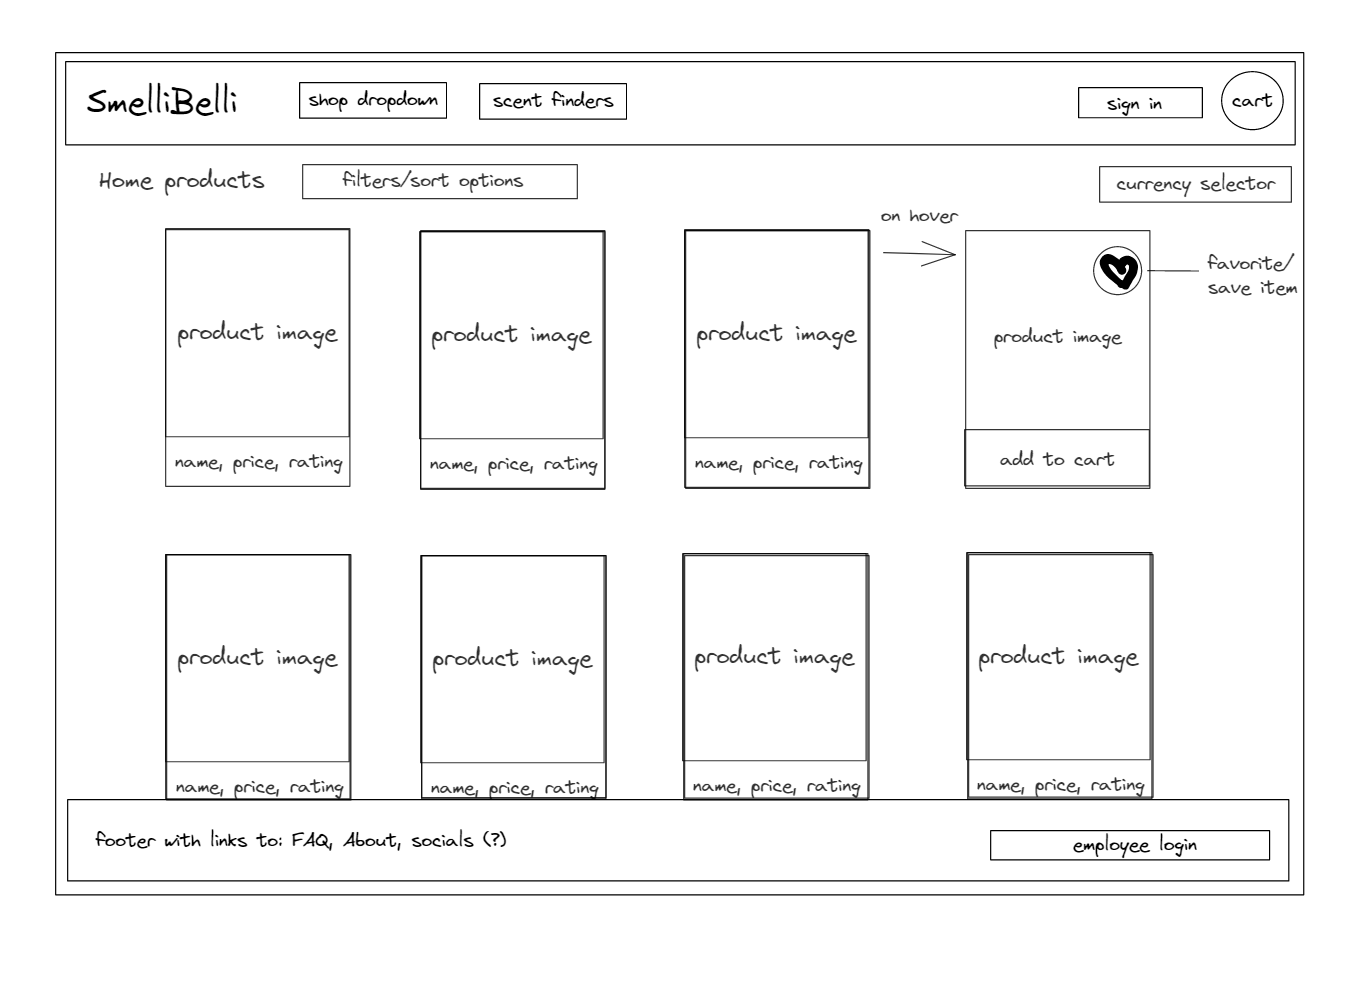 SmelliBelli
shop dropdown
scent finders
sign in
cart
Home products
filters/sort options
currency selector
on hover
favorite/
save item
product image
product image
product image
product image
name, price, rating
name, price, rating
name, price, rating
add to cart
product image
product image
product image
product image
name, price, rating
name, price, rating
name, price, rating
name, price, rating
footer with links to: FAQ, About, socials (?)
employee login